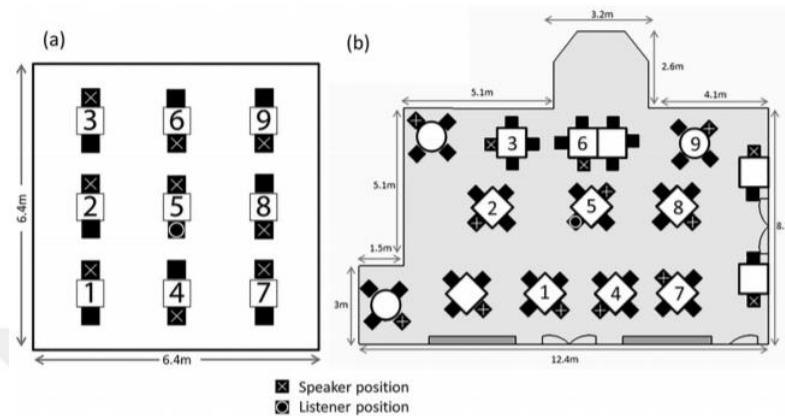 (a)
(b)
3.2m
2.6m
5.1m
4.1m
3
6
9
3
6
9
6.4m
5.1m
2
5
8
2
5
8
8.
1.5m
3m
1
4
7
1
4
7
6.4m
12.4m
Speaker position
Listener position